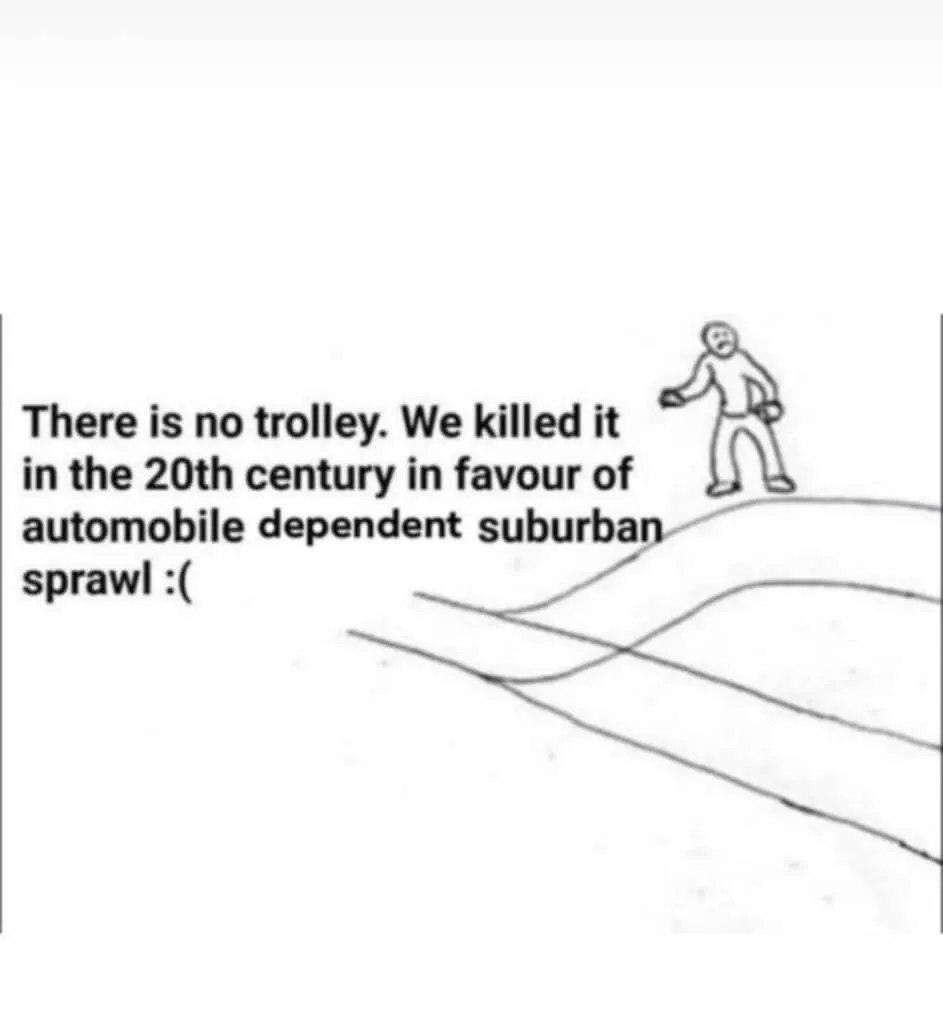 There is no trolley. We killed it
in the 20th century in favour of
automobile dependent suburban
sprawl :(